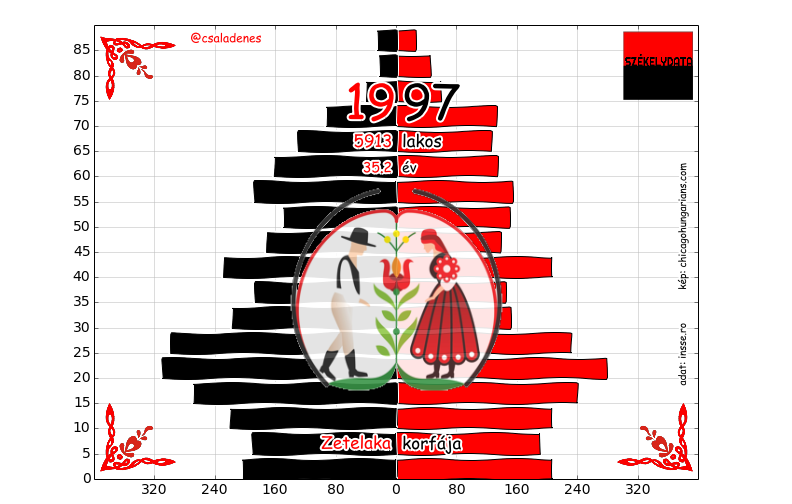 @csaladenes
SZÉKELYDATA
1997
5913 lakos
35,2 év
kép: chicagohungarians.com
adat: insse.ro
Zetelaka korfája
85
80
75
70
65
60
55
50
45
40
35
30
25
20
15
10
5
0
320 240 160 80 0 80 160 240 320